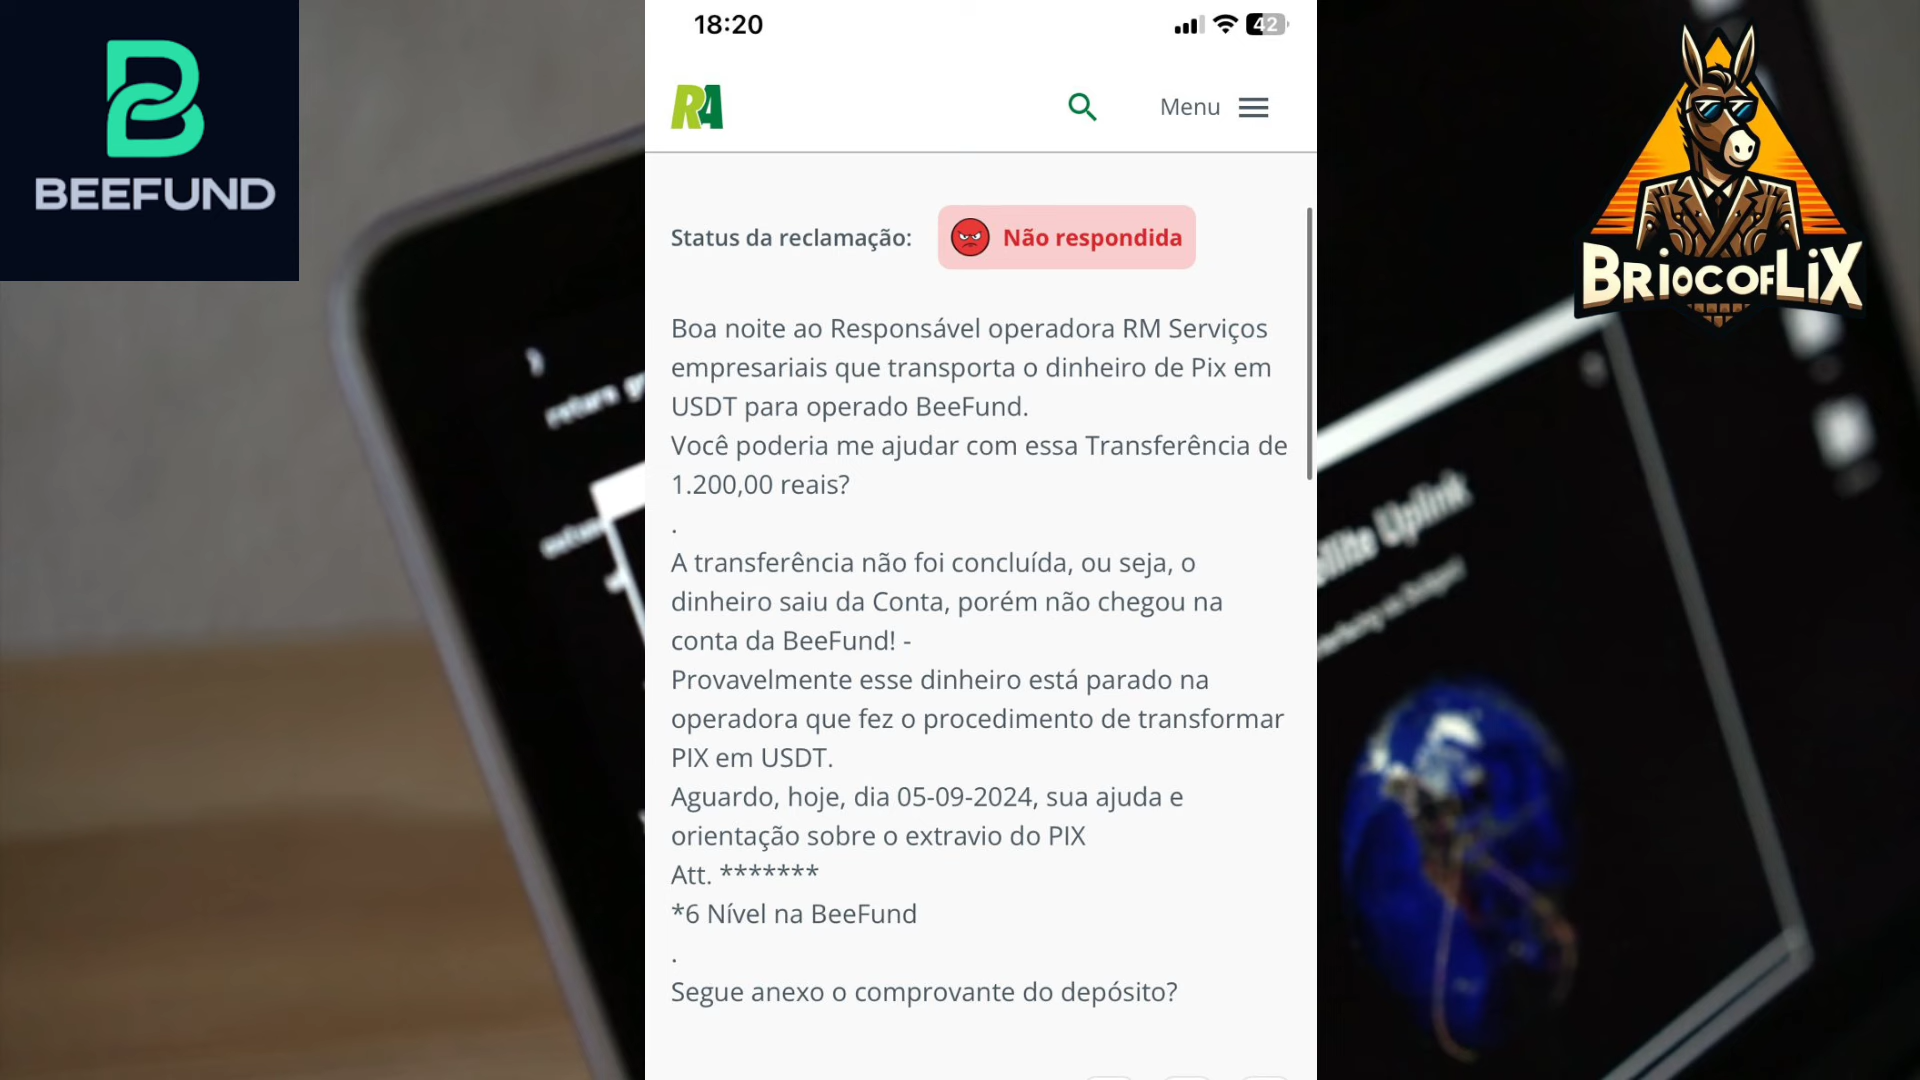 BEEFUND
18:20
42
RA
Menu
Status da reclamação:
Não respondida
Boa noite ao Responsável operadora RM Serviços
empresariais que transporta o dinheiro de Pix em
USDT para operado BeeFund.
Você poderia me ajudar com essa Transferência de
1.200,00 reais?
.
A transferência não foi concluída, ou seja, o
dinheiro saiu da Conta, porém não chegou na
conta da BeeFund! -
Provavelmente esse dinheiro está parado na
operadora que fez o procedimento de transformar
PIX em USDT.
Aguardo, hoje, dia 05-09-2024, sua ajuda e
orientação sobre o extravio do PIX
Att. *******
*6 Nível na BeeFund
.
Segue anexo o comprovante do depósito?
BRiOCOFLiX
return
Uplink